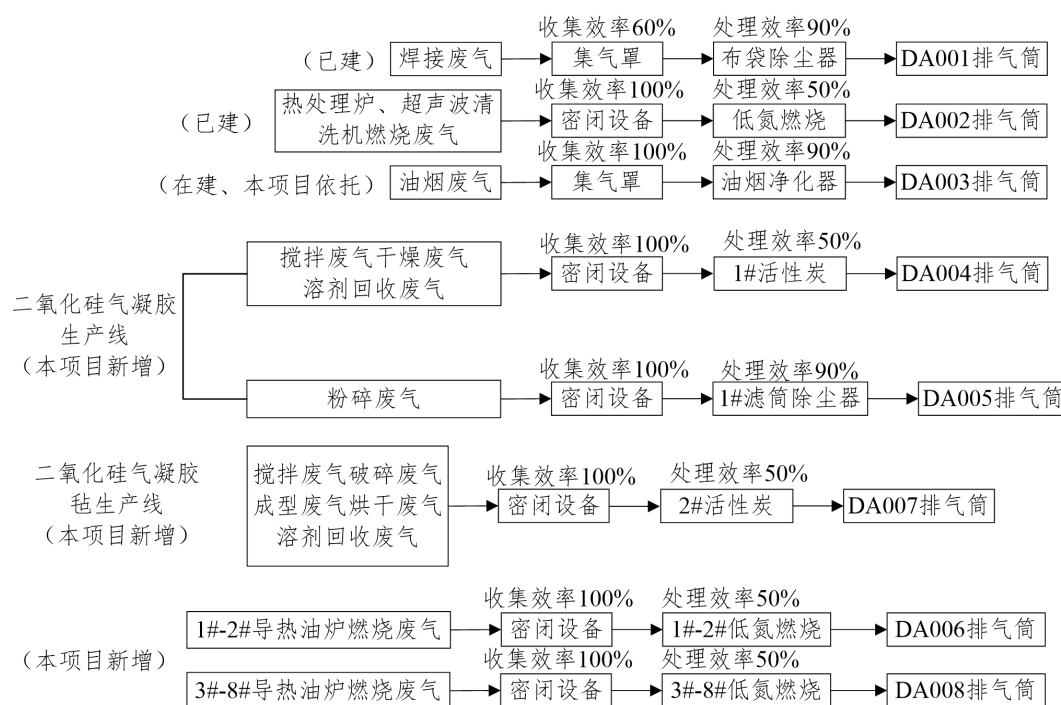 收集效率60% 处理效率90%
(已建) 焊接废气 集气罩 布袋除尘器 DA001排气筒
收集效率100% 处理效率50%
(已建) 热处理炉、超声波清
洗机燃烧废气 密闭设备 低氮燃烧 DA002排气筒
收集效率100% 处理效率90%
(在建、本项目依托) 油烟废气 集气罩 油烟净化器 DA003排气筒
收集效率100% 处理效率50%
搅拌废气干燥废气
溶剂回收废气 密闭设备 1#活性炭 DA004排气筒
二氧化硅气凝胶
生产线
(本项目新增)
收集效率100% 处理效率90%
粉碎废气 密闭设备 1#滤筒除尘器 DA005排气筒
二氧化硅气凝胶
毡生产线
(本项目新增)
搅拌废气破碎废气
成型废气烘干废气
溶剂回收废气
收集效率100% 处理效率50%
密闭设备 2#活性炭 DA007排气筒
收集效率100% 处理效率50%
1#-2#导热油炉燃烧废气 密闭设备 1#-2#低氮燃烧 DA006排气筒
(本项目新增)
收集效率100% 处理效率50%
3#-8#导热油炉燃烧废气 密闭设备 3#-8#低氮燃烧 DA008排气筒